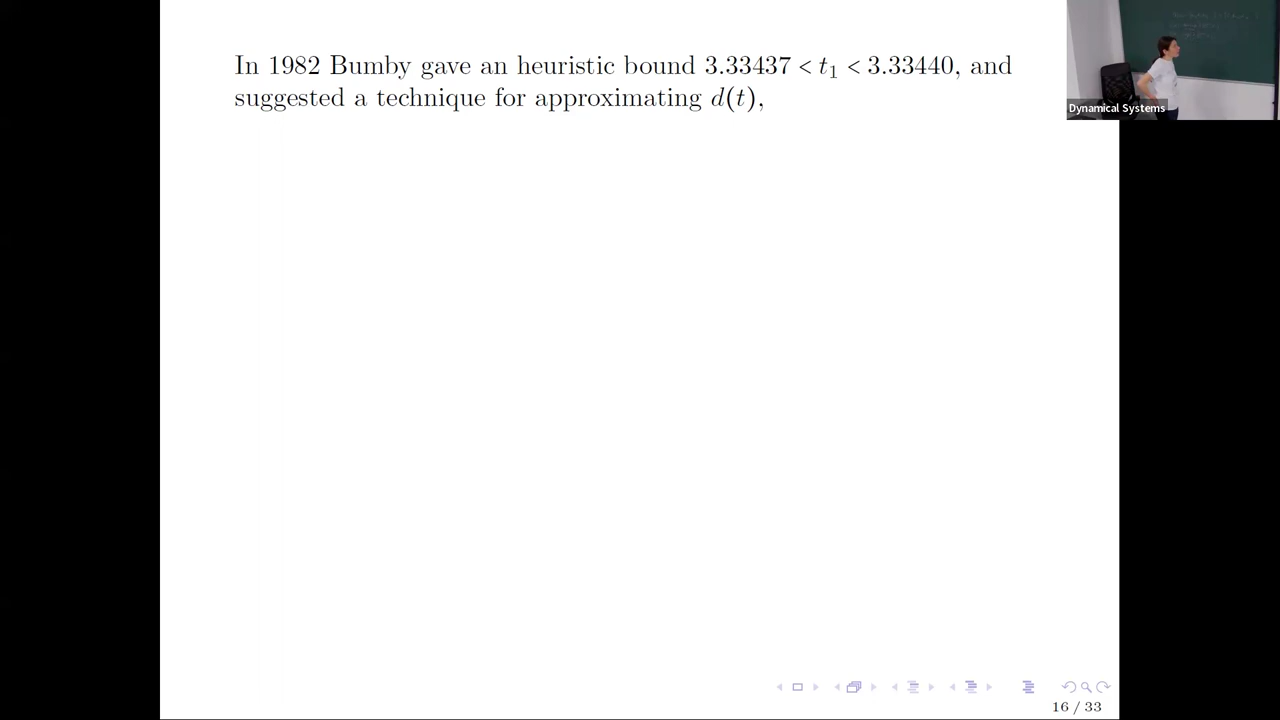 In 1982 Bumby gave an heuristic bound 3.33437 < t₁ < 3.33440, and
suggested a technique for approximating d(t),
Dynamical Systems
16 / 33